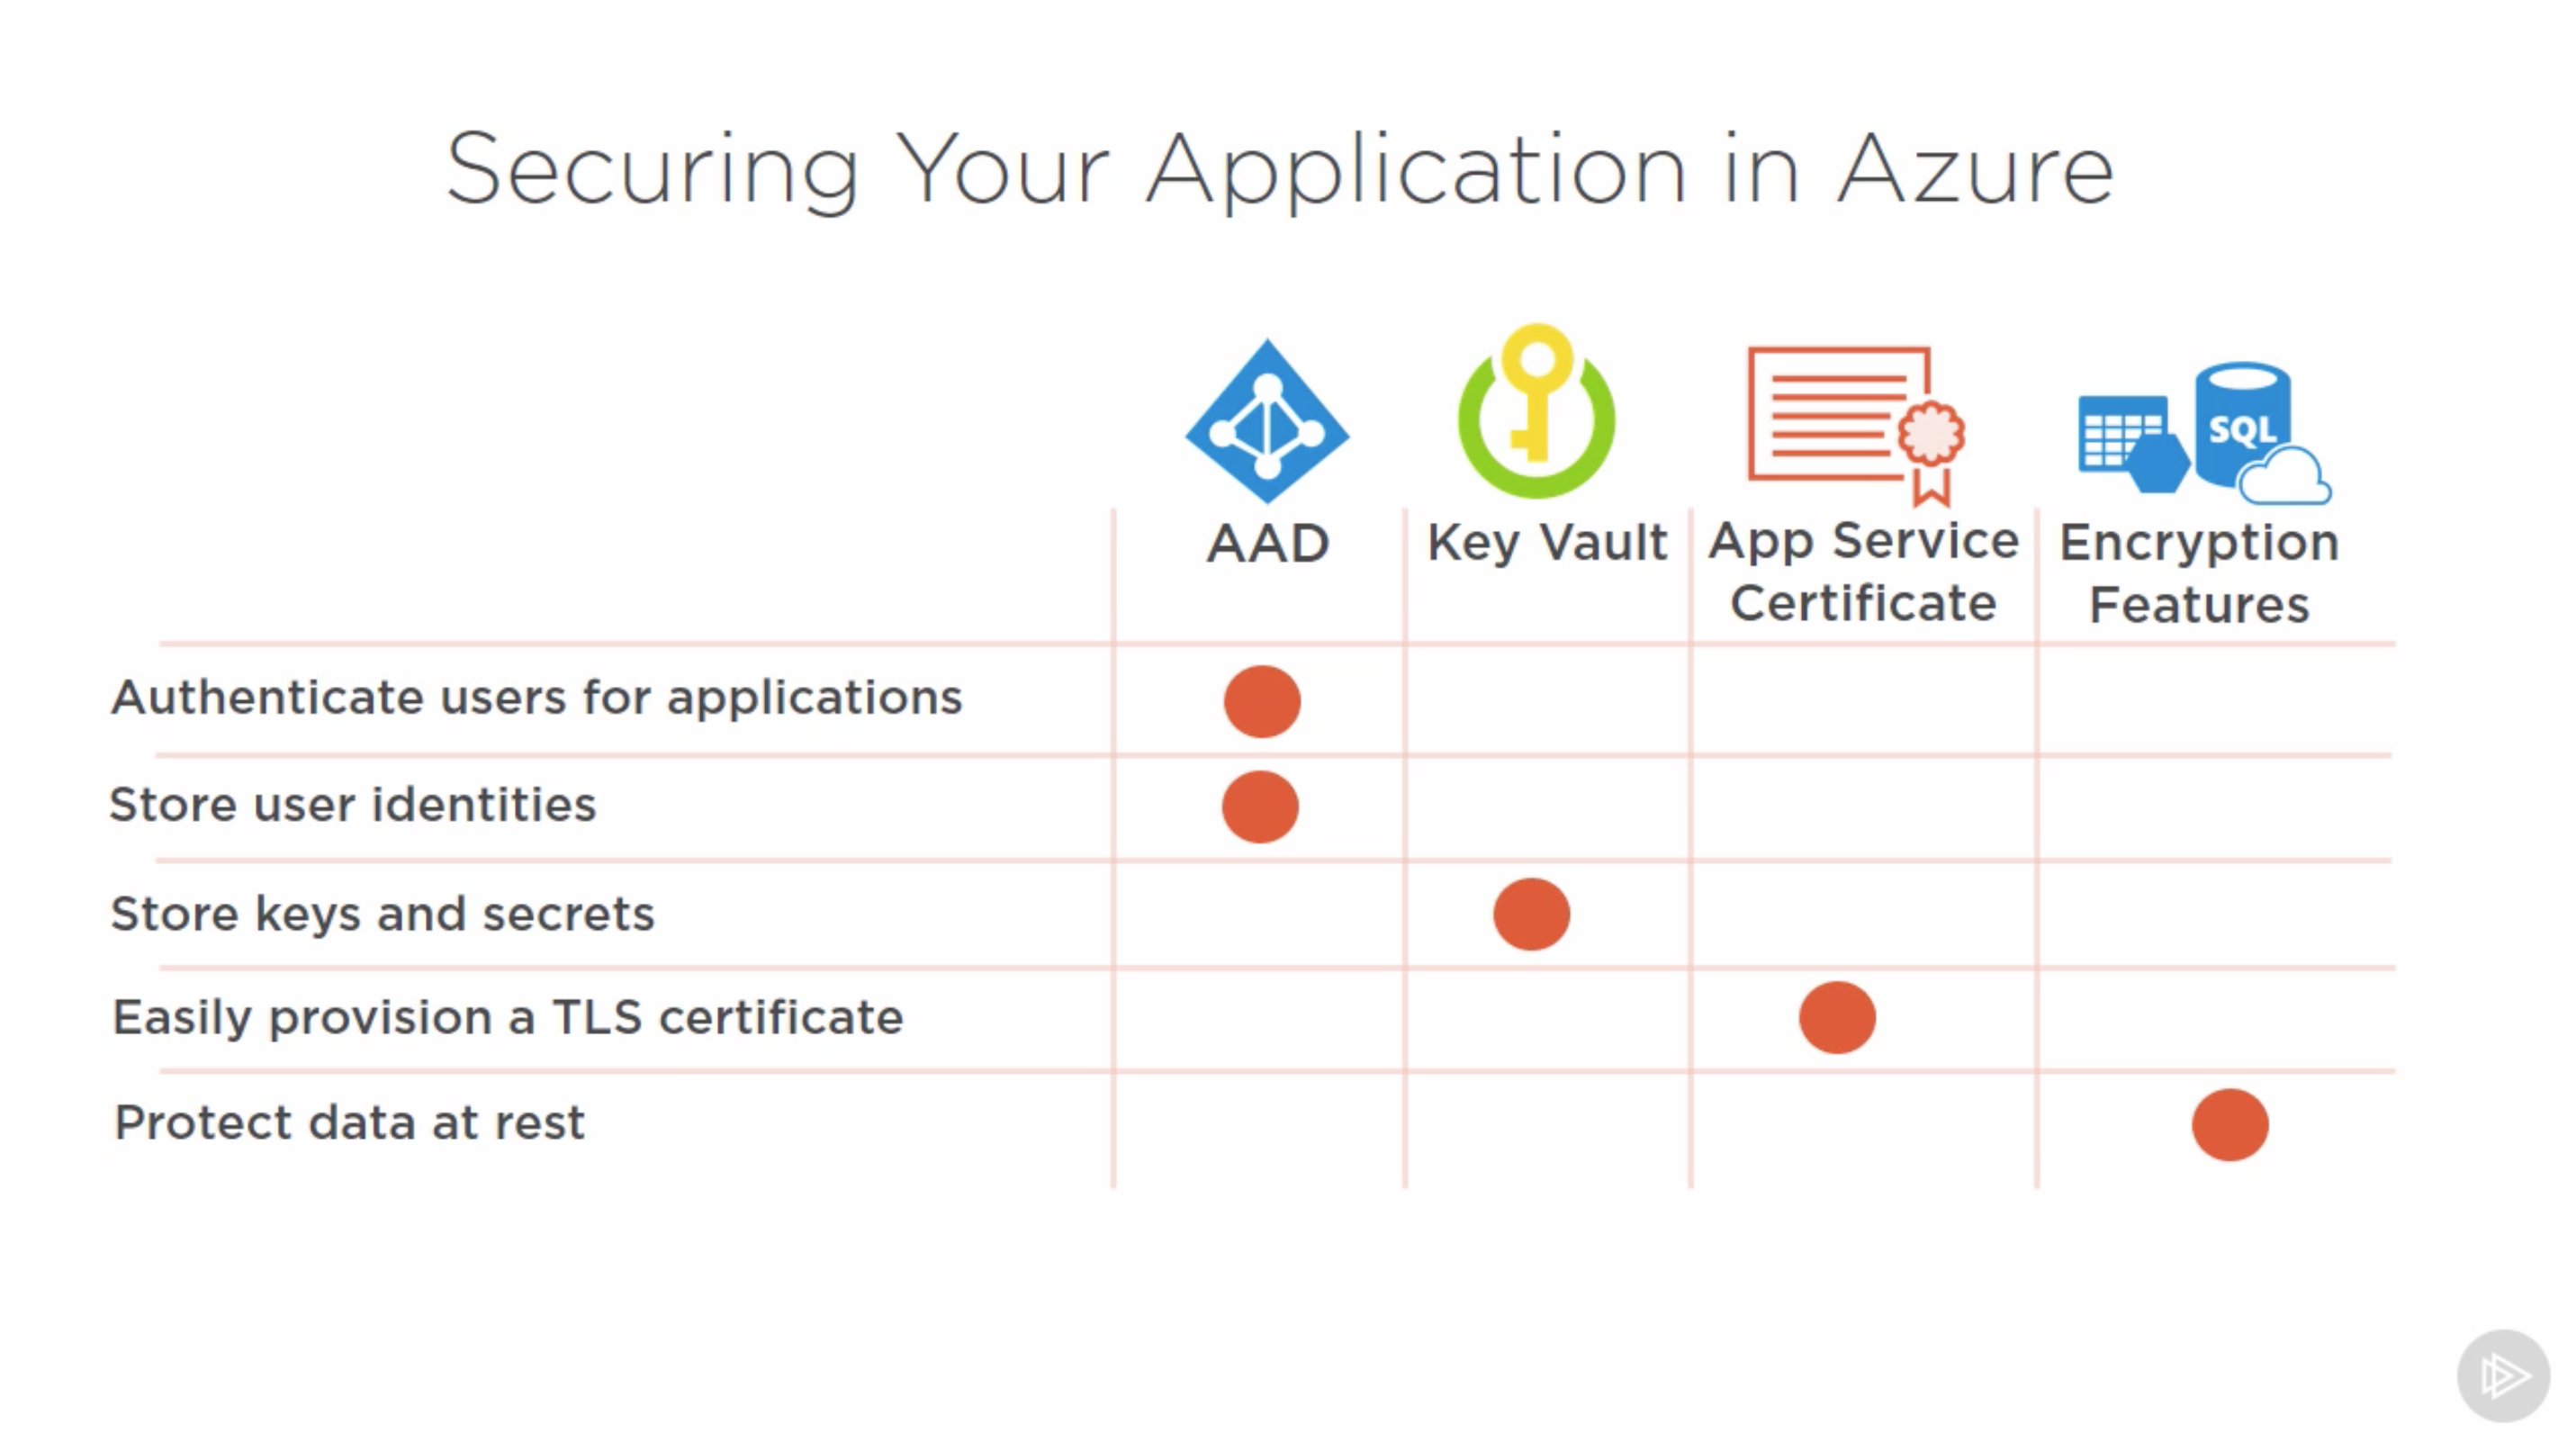 Securing Your Application in Azure
SQL
AAD
Key Vault
App Service
Certificate
Encryption
Features
Authenticate users for applications
Store user identities
Store keys and secrets
Easily provision a TLS certificate
Protect data at rest